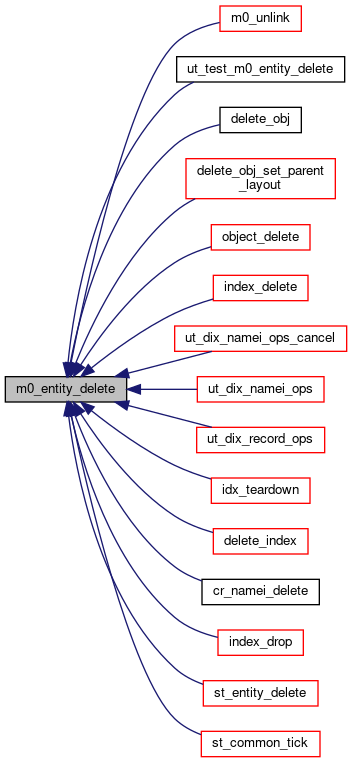 m0_unlink
ut_test_m0_entity_delete
delete_obj
delete_obj_set_parent
_layout
object_delete
index_delete
ut_dix_namei_ops_cancel
m0_entity_delete
ut_dix_namei_ops
ut_dix_record_ops
idx_teardown
delete_index
cr_namei_delete
index_drop
st_entity_delete
st_common_tick